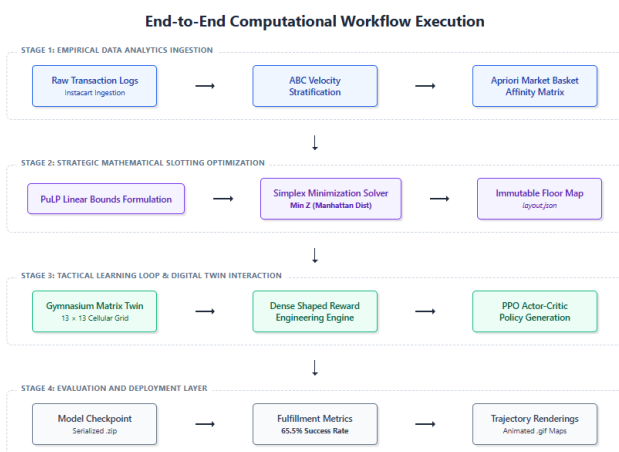 End-to-End Computational Workflow Execution
STAGE 1: EMPIRICAL DATA ANALYTICS INGESTION
Raw Transaction Logs
Instacart Ingestion
ABC Velocity
Stratification
Apriori Market Basket
Affinity Matrix
STAGE 2: STRATEGIC MATHEMATICAL SLOTTING OPTIMIZATION
PuLP Linear Bounds Formulation
Simplex Minimization Solver
Min Z (Manhattan Dist)
Immutable Floor Map
layout.json
STAGE 3: TACTICAL LEARNING LOOP & DIGITAL TWIN INTERACTION
Gymnasium Matrix Twin
13 × 13 Cellular Grid
Dense Shaped Reward
Engineering Engine
PPO Actor-Critic
Policy Generation
STAGE 4: EVALUATION AND DEPLOYMENT LAYER
Model Checkpoint
Serialized .zip
Fulfillment Metrics
65.5% Success Rate
Trajectory Renderings
Animated .gif Maps